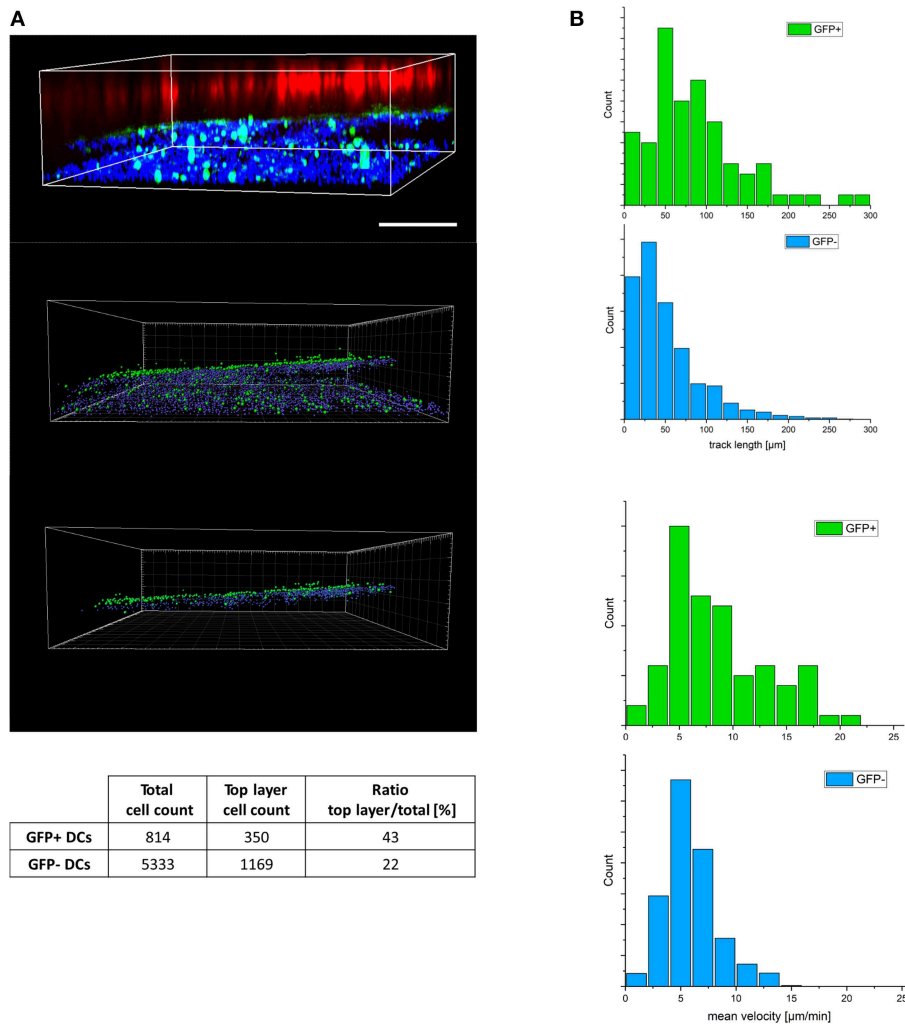 A
Total cell count
Top layer cell count
Ratio top layer/total [%]
GFP+ DCs 814 350 43
GFP- DCs 5333 1169 22
B
Count
GFP+
0 50 100 150 200 250 300
Count
GFP-
0 50 100 150 200 250 300
track length [µm]
Count
GFP+
0 5 10 15 20 25
Count
GFP-
0 5 10 15 20 25
mean velocity [µm/min]